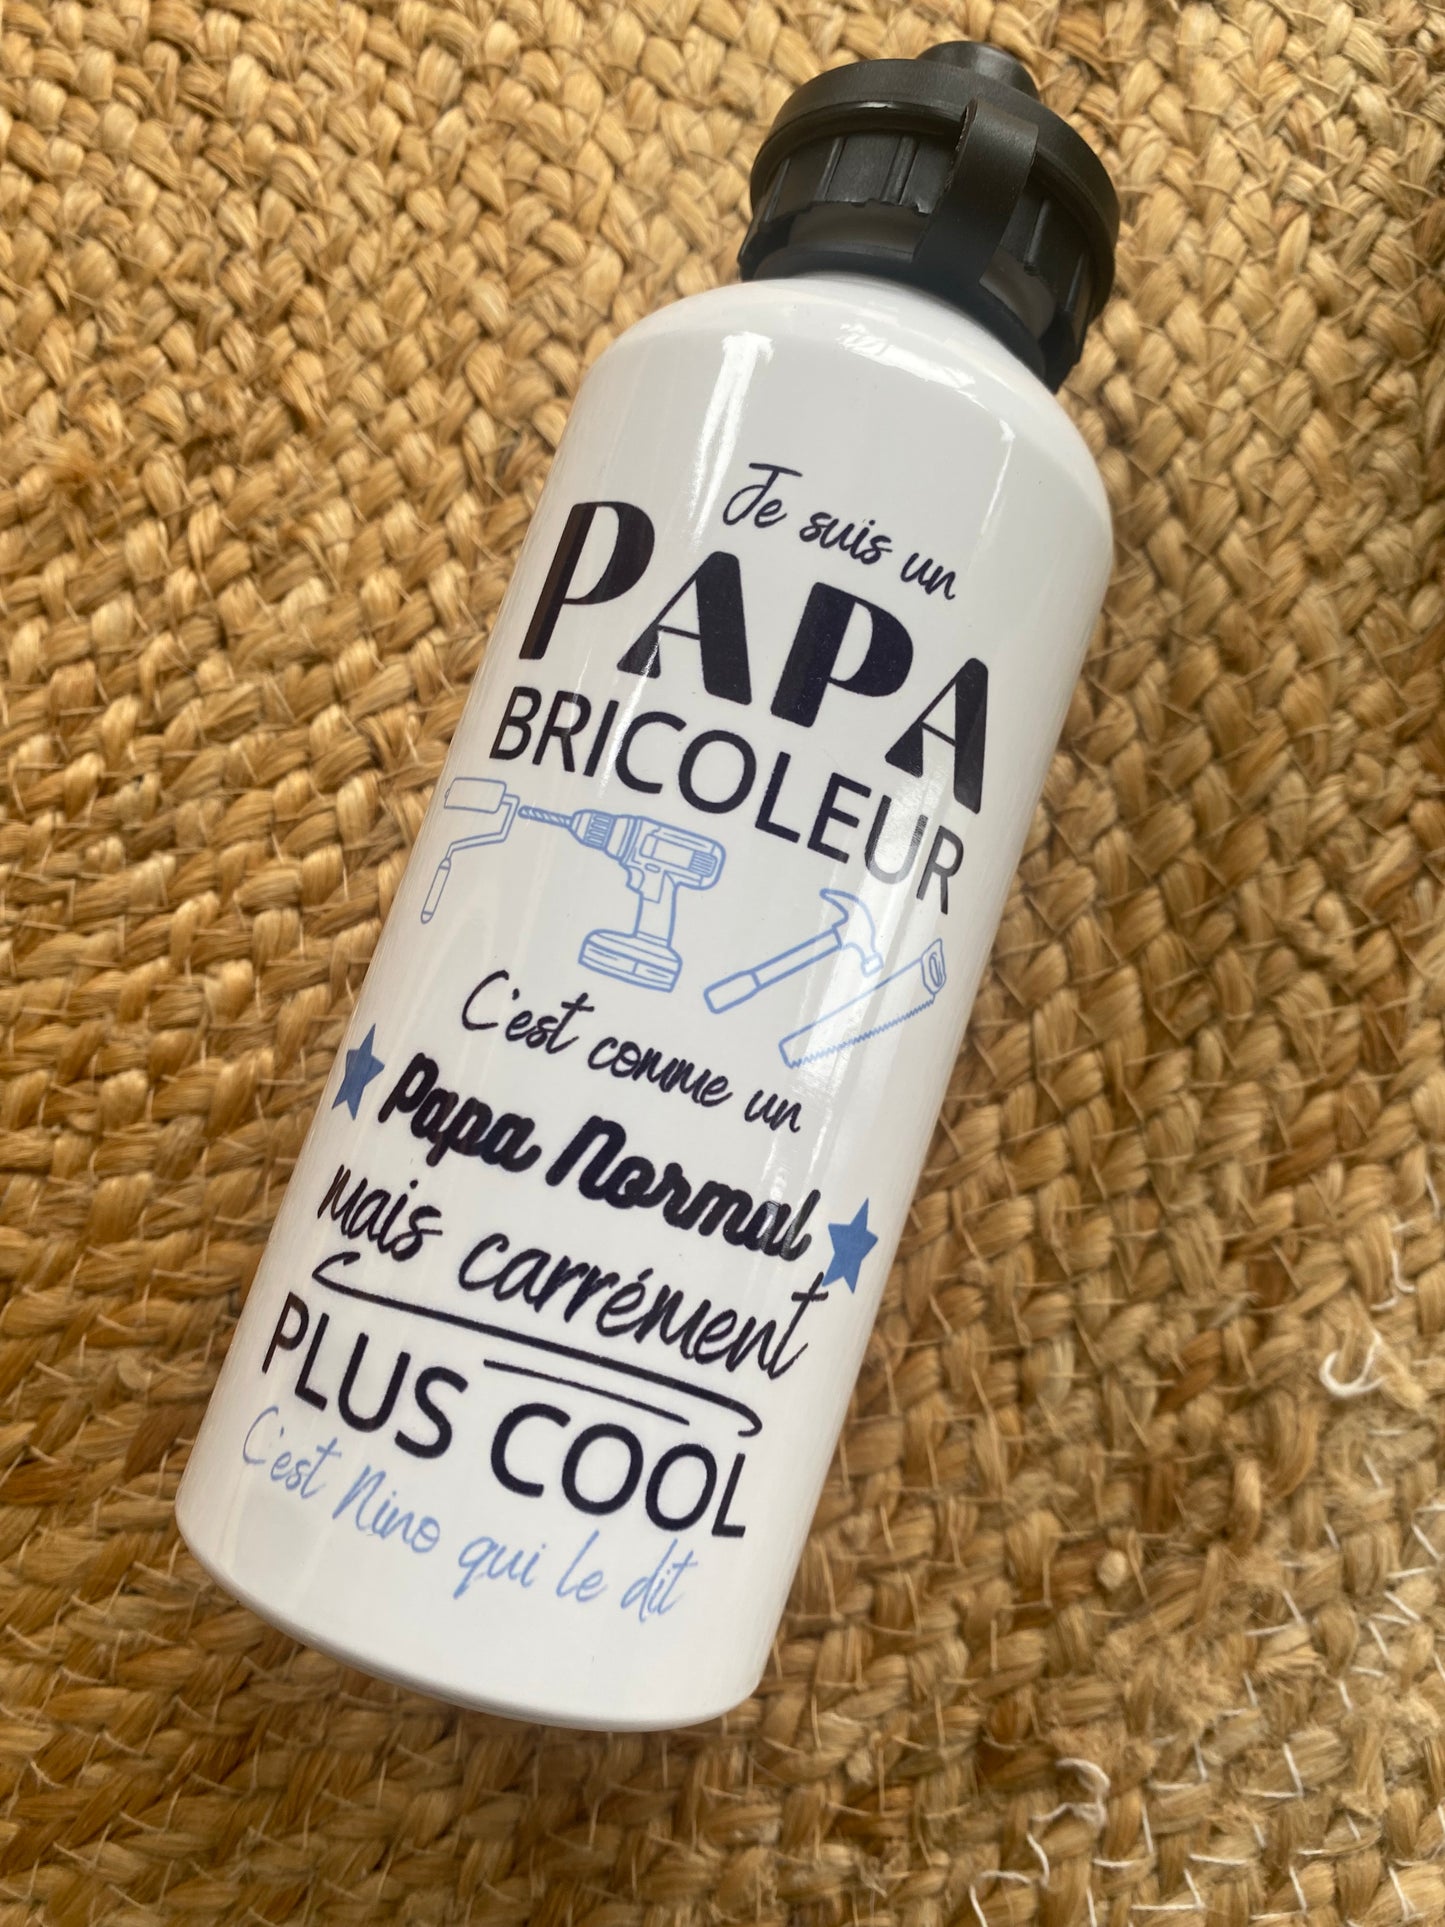 Je suis un
PAPA
BRICOLEUR
C'est comme un
Papa Normal
mais carrément
PLUS COOL
C'est Nino qui le dit